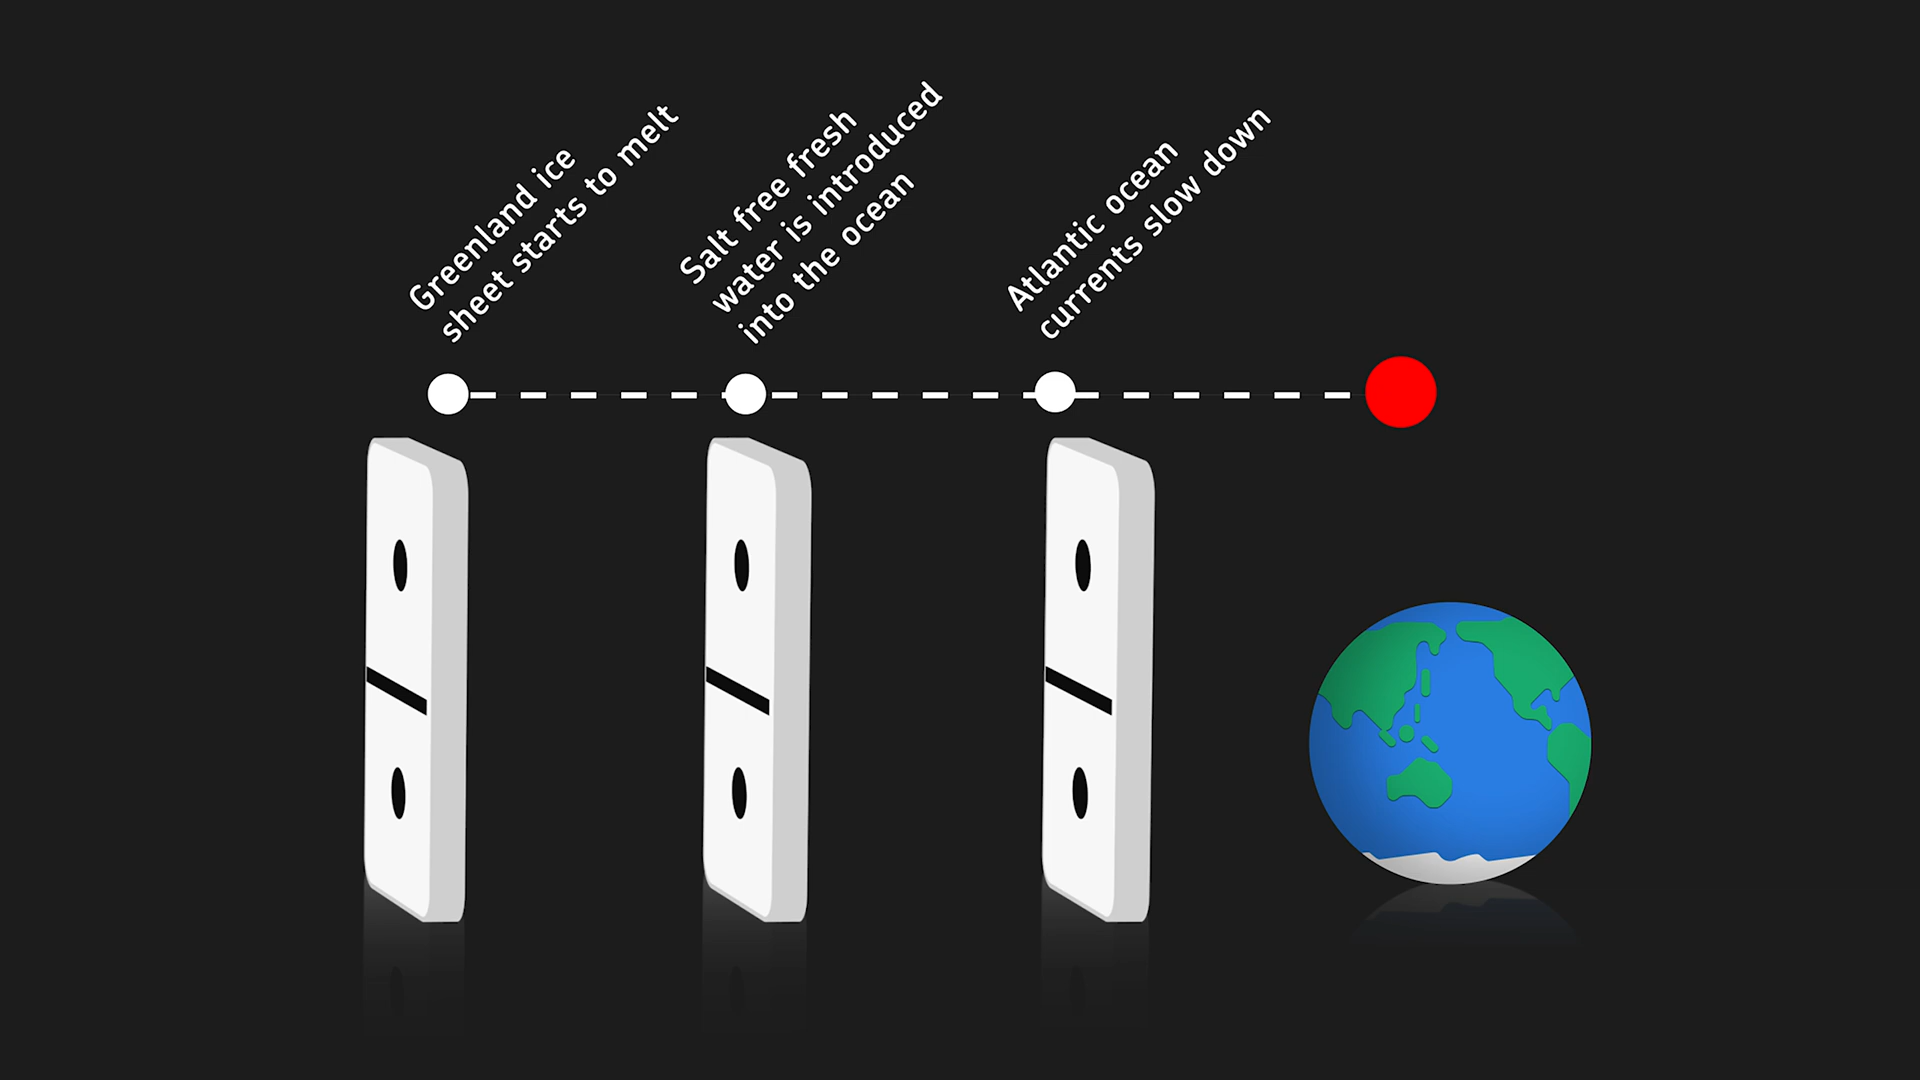 Greenland ice
sheet starts to melt
Salt free fresh
water is introduced
into the ocean
Atlantic ocean
currents slow down